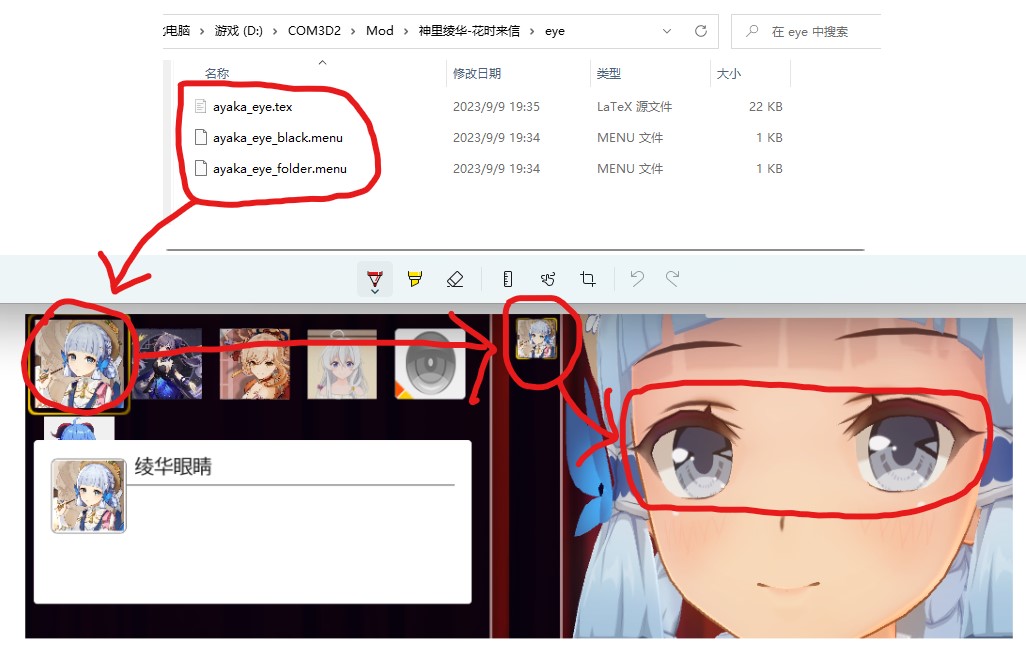 电脑 › 游戏 (D:) › COM3D2 › Mod › 神里绫华-花时来信 › eye
在 eye 中搜索
名称 修改日期 类型 大小
ayaka_eye.tex 2023/9/9 19:35 LaTeX 源文件 22 KB
ayaka_eye_black.menu 2023/9/9 19:34 MENU 文件 1 KB
ayaka_eye_folder.menu 2023/9/9 19:34 MENU 文件 1 KB
绫华眼睛